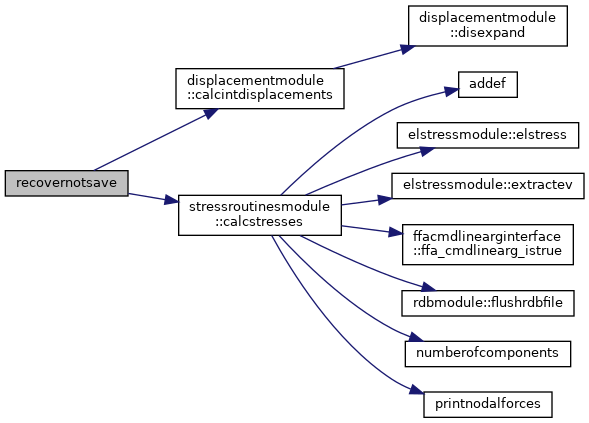 displacementmodule
::disexpand
displacementmodule
::calcintdisplacements
addef
elstressmodule::elstress
recovernotsave
elstressmodule::extractev
stressroutinesmodule
::calcstresses
ffacmdlinearginterface
::ffa_cmdlinearg_istrue
rdbmodule::flushrdbfile
numberofcomponents
printnodalforces